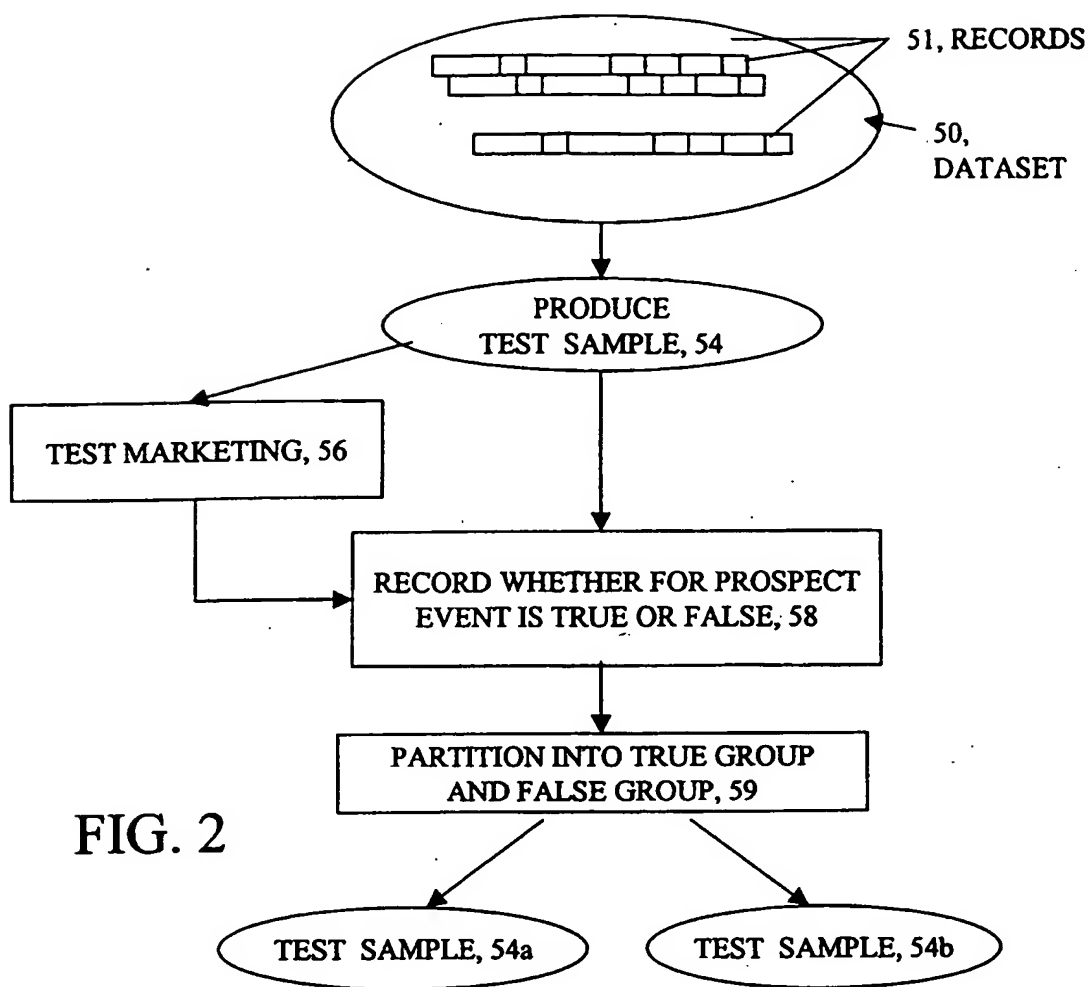 51, RECORDS
50,
DATASET
PRODUCE
TEST SAMPLE, 54
TEST MARKETING, 56
RECORD WHETHER FOR PROSPECT
EVENT IS TRUE OR FALSE, 58
PARTITION INTO TRUE GROUP
AND FALSE GROUP, 59
FIG. 2
TEST SAMPLE, 54a
TEST SAMPLE, 54b